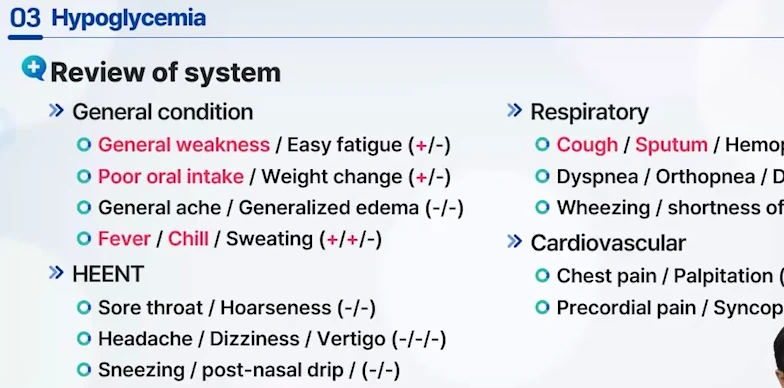 03 Hypoglycemia
Review of system
General condition
General weakness / Easy fatigue (+/-)
Poor oral intake / Weight change (+/-)
General ache / Generalized edema (-/-)
Fever / Chill / Sweating (+/+/-)
HEENT
Sore throat / Hoarseness (-/-)
Headache / Dizziness / Vertigo (-/-/-)
Sneezing / post-nasal drip / (-/-)
Respiratory
Cough / Sputum / Hemop
Dyspnea / Orthopnea / D
Wheezing / shortness of
Cardiovascular
Chest pain / Palpitation (
Precordial pain / Syncop